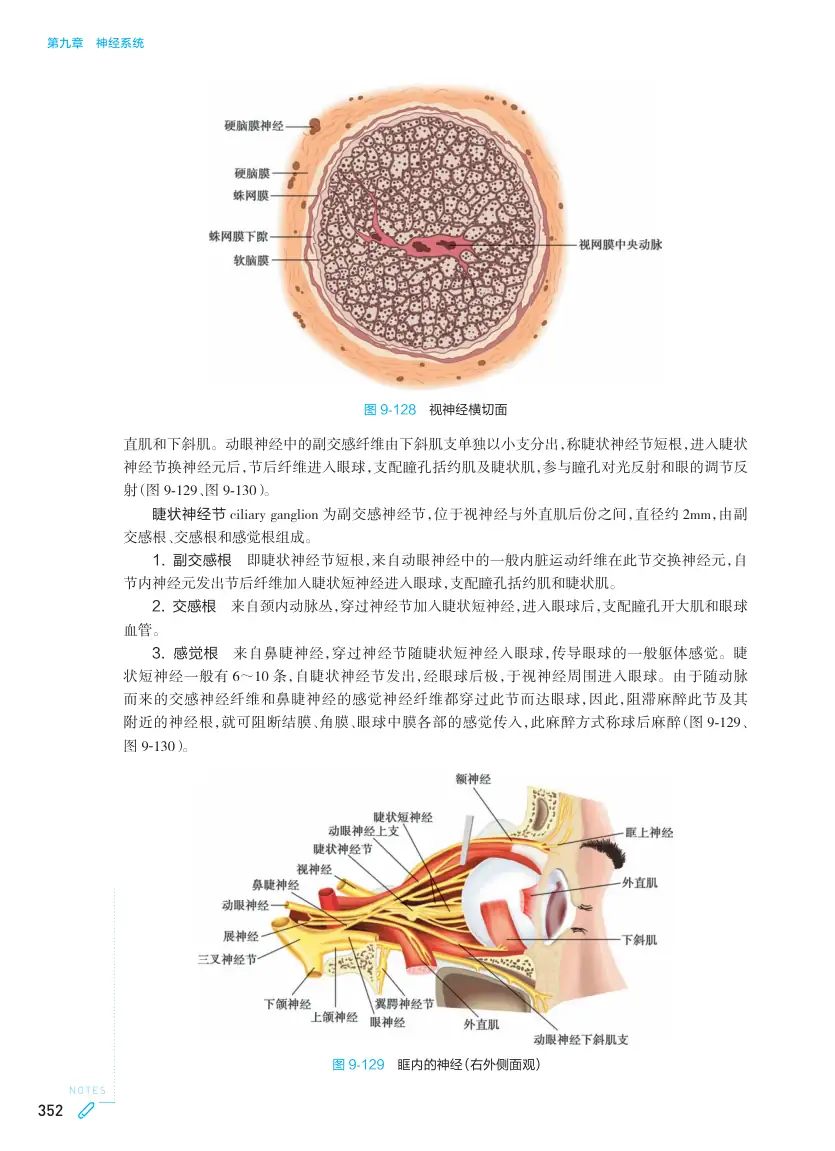 第九章　神经系统
硬脑膜神经
硬脑膜
蛛网膜
蛛网膜下隙
软脑膜
视网膜中央动脉
图 9-128　视神经横切面
直肌和下斜肌。动眼神经中的副交感纤维由下斜肌支单独以小支分出，称睫状神经节短根，进入睫状
神经节换神经元后，节后纤维进入眼球，支配瞳孔括约肌及睫状肌，参与瞳孔对光反射和眼的调节反
射（图 9-129、图 9-130）。
睫状神经节 ciliary ganglion 为副交感神经节，位于视神经与外直肌后份之间，直径约 2mm，由副
交感根、交感根和感觉根组成。
1. 副交感根　即睫状神经节短根，来自动眼神经中的一般内脏运动纤维在此节交换神经元，自
节内神经元发出节后纤维加入睫状短神经进入眼球，支配瞳孔括约肌和睫状肌。
2. 交感根　来自颈内动脉丛，穿过神经节加入睫状短神经，进入眼球后，支配瞳孔开大肌和眼球
血管。
3. 感觉根　来自鼻睫神经，穿过神经节随睫状短神经入眼球，传导眼球的一般躯体感觉。睫
状短神经一般有 6～10 条，自睫状神经节发出，经眼球后极，于视神经周围进入眼球。由于随动脉
而来的交感神经纤维和鼻睫神经的感觉神经纤维都穿过此节而达眼球，因此，阻滞麻醉此节及其
附近的神经根，就可阻断结膜、角膜、眼球中膜各部的感觉传入，此麻醉方式称球后麻醉（图 9-129、
图 9-130）。
额神经
睫状短神经
动眼神经上支
睫状神经节
视神经
鼻睫神经
动眼神经
展神经
三叉神经节
眶上神经
外直肌
下斜肌
下颌神经
上颌神经
眼神经
翼腭神经节
外直肌
动眼神经下斜肌支
图 9-129　眶内的神经（右外侧面观）
NOTES
352